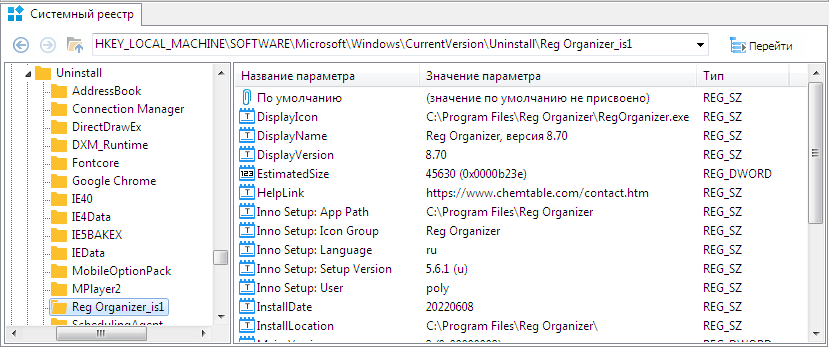 Системный реестр
HKEY_LOCAL_MACHINE\SOFTWARE\Microsoft\Windows\CurrentVersion\Uninstall\Reg Organizer_is1
Перейти
Uninstall
AddressBook
Connection Manager
DirectDrawEx
DXM_Runtime
Fontcore
Google Chrome
IE40
IE4Data
IE5BAKEX
IEData
MobileOptionPack
MPlayer2
Reg Organizer_is1
SchedulingAgent
Название параметра Значение параметра Тип
По умолчанию (значение по умолчанию не присвоено) REG_SZ
DisplayIcon C:\Program Files\Reg Organizer\RegOrganizer.exe REG_SZ
DisplayName Reg Organizer, версия 8.70 REG_SZ
DisplayVersion 8.70 REG_SZ
EstimatedSize 45630 (0x0000b23e) REG_DWORD
HelpLink https://www.chemtable.com/contact.htm REG_SZ
Inno Setup: App Path C:\Program Files\Reg Organizer REG_SZ
Inno Setup: Icon Group Reg Organizer REG_SZ
Inno Setup: Language ru REG_SZ
Inno Setup: Setup Version 5.6.1 (u) REG_SZ
Inno Setup: User poly REG_SZ
InstallDate 20220608 REG_SZ
InstallLocation C:\Program Files\Reg Organizer\ REG_SZ